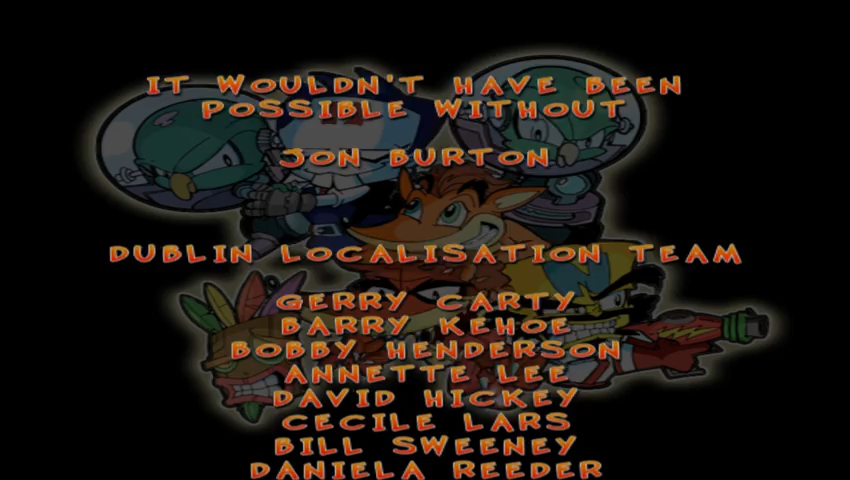 IT WOULDN'T HAVE BEEN
POSSIBLE WITHOUT
JON BURTON
DUBLIN LOCALISATION TEAM
GERRY CARTY
BARRY KEHOE
BOBBY HENDERSON
ANNETTE LEE
DAVID HICKEY
CECILE LARS
BILL SWEENEY
DANIELA REEDER